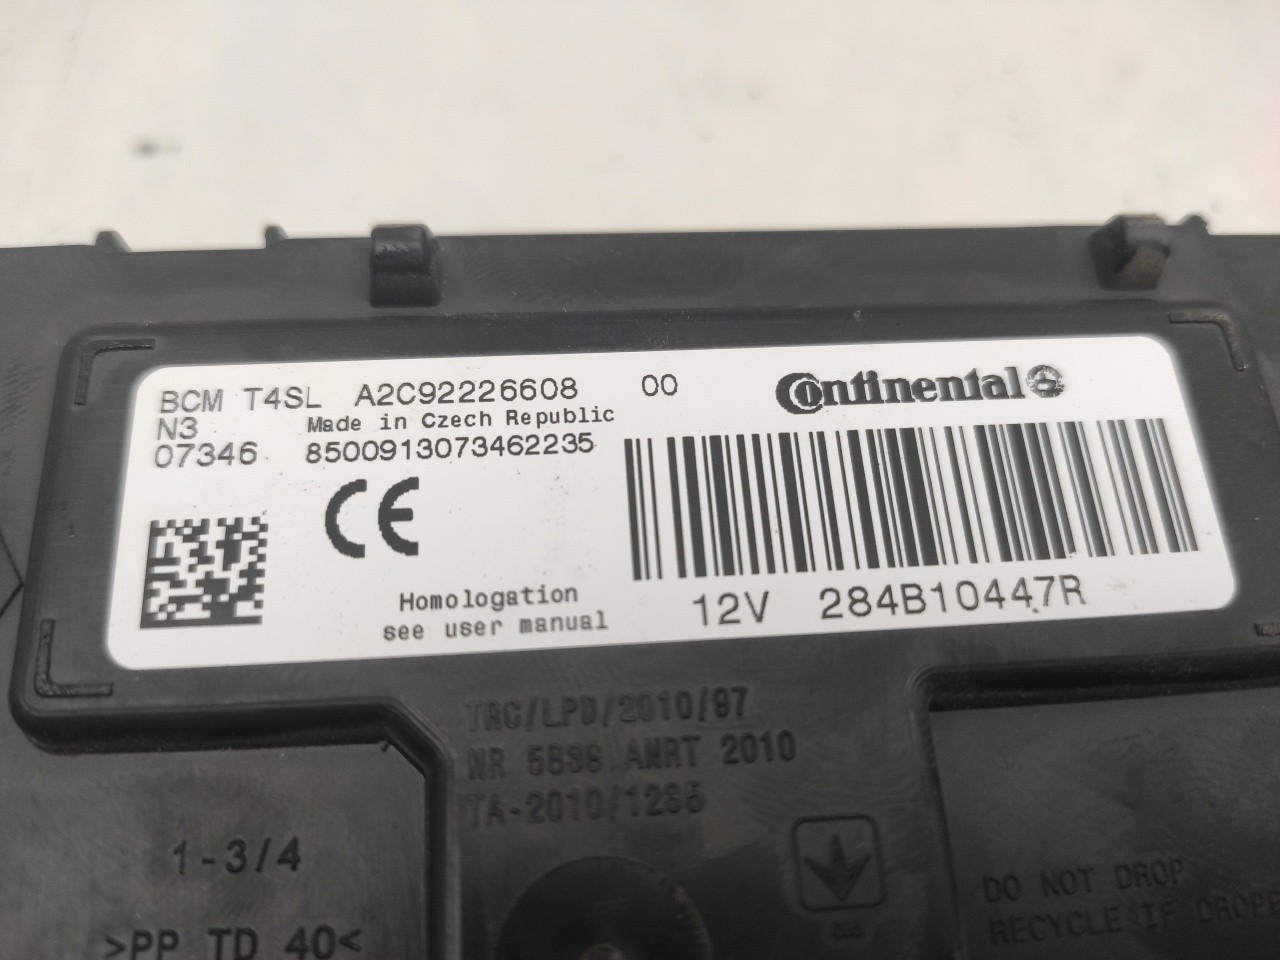 BCM T4SL A2C92226608 00
Continental
N3 Made in Czech Republic
07346 8500913073462235
CE
Homologation
see user manual
12V 284B10447R
TRC/LPD/2010/97
NR 5886 ANRT 2010
TA-2010/1285
1-3/4
>PP TD 40<
DO NOT DROP
RECYCLE IF DROPPE